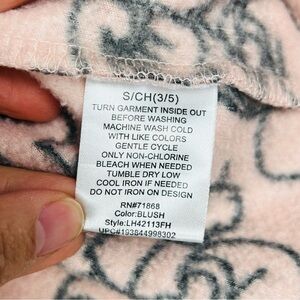 S/CH(3/5)
TURN GARMENT INSIDE OUT
BEFORE WASHING
MACHINE WASH COLD
WITH LIKE COLORS
GENTLE CYCLE
ONLY NON-CHLORINE
BLEACH WHEN NEEDED
TUMBLE DRY LOW
COOL IRON IF NEEDED
DO NOT IRON ON DESIGN
RN#71868
Color:BLUSH
Style:LH42113FH
UPC#193844998302